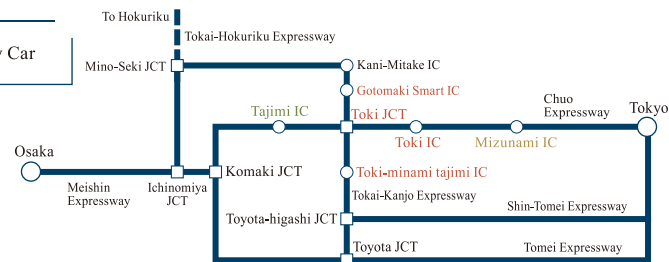 To Hokuriku
Tokai-Hokuriku Expressway
Car
Mino-Seki JCT
Kani-Mitake IC
Gotomaki Smart IC
Chuo
Expressway
Tokyo
Tajimi IC
Toki JCT
Toki IC
Mizunami IC
Osaka
Komaki JCT
Toki-minami tajimi IC
Meishin
Expressway
Ichinomiya
JCT
Tokai-Kanjo Expressway
Shin-Tomei Expressway
Toyota-higashi JCT
Toyota JCT
Tomei Expressway